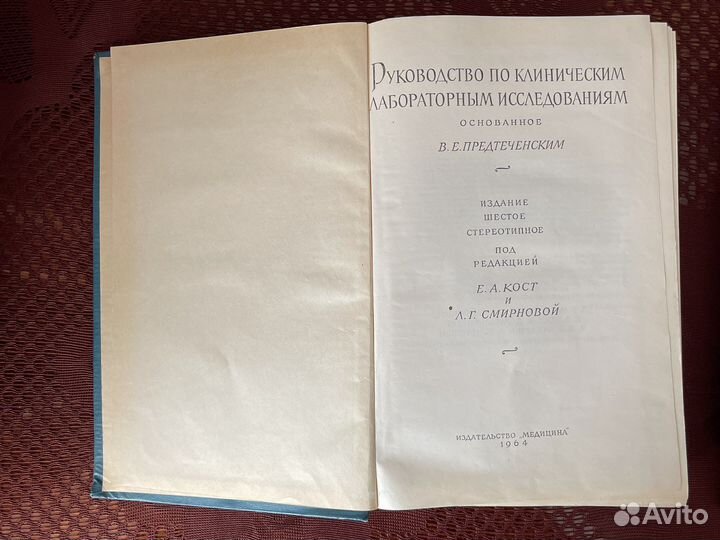 Руководство по клиническим
лабораторным исследованиям
основанное
В. Е. Предтеченским
издание
шестое
стереотипное
под
редакцией
Е. А. Кост
и
Л. Г. Смирновой
издательство „Медицина"
1964
Avito